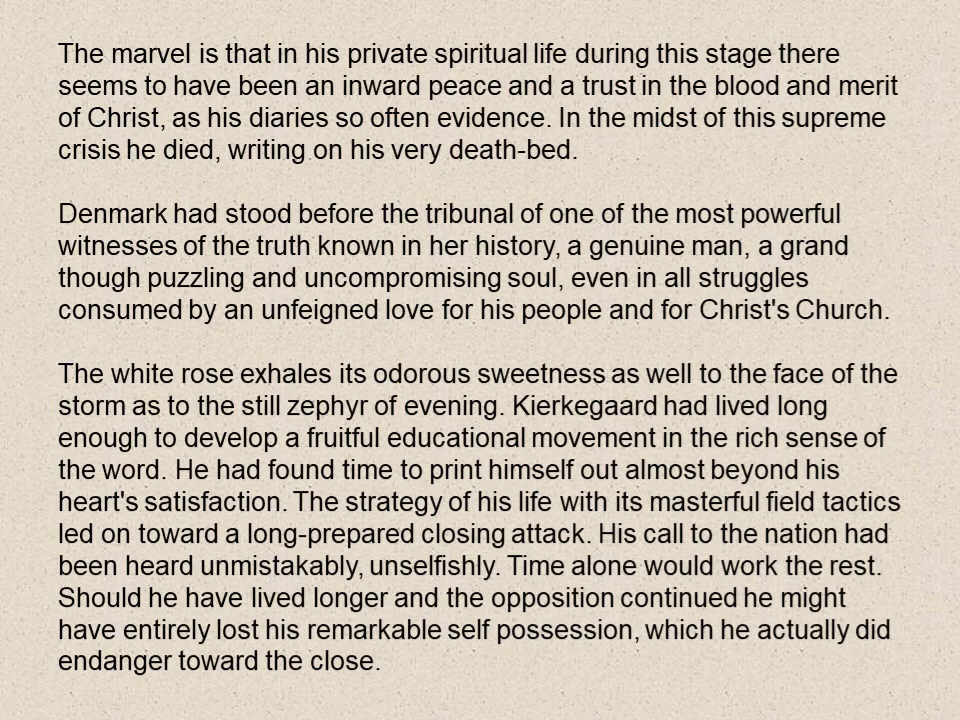 The marvel is that in his private spiritual life during this stage there
seems to have been an inward peace and a trust in the blood and merit
of Christ, as his diaries so often evidence. In the midst of this supreme
crisis he died, writing on his very death-bed.

Denmark had stood before the tribunal of one of the most powerful
witnesses of the truth known in her history, a genuine man, a grand
though puzzling and uncompromising soul, even in all struggles
consumed by an unfeigned love for his people and for Christ's Church.

The white rose exhales its odorous sweetness as well to the face of the
storm as to the still zephyr of evening. Kierkegaard had lived long
enough to develop a fruitful educational movement in the rich sense of
the word. He had found time to print himself out almost beyond his
heart's satisfaction. The strategy of his life with its masterful field tactics
led on toward a long-prepared closing attack. His call to the nation had
been heard unmistakably, unselfishly. Time alone would work the rest.
Should he have lived longer and the opposition continued he might
have entirely lost his remarkable self possession, which he actually did
endanger toward the close.